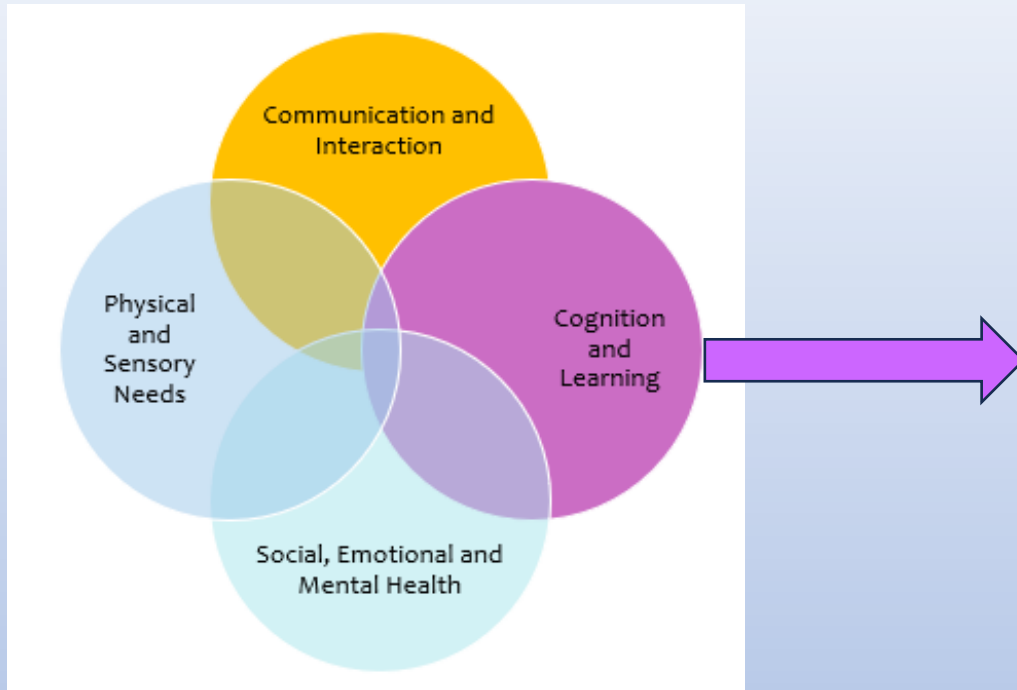 Communication and
Interaction
Physical
and
Sensory
Needs
Cognition
and
Learning
Social, Emotional and
Mental Health